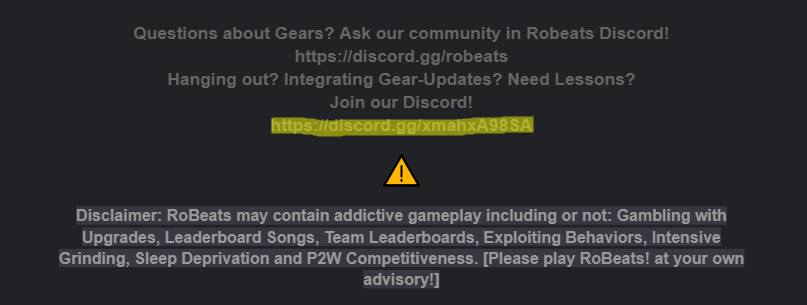 Questions about Gears? Ask our community in Robeats Discord!
https://discord.gg/robeats
Hanging out? Integrating Gear-Updates? Need Lessons?
Join our Discord!
https://discord.gg/xmahxA98SA
Disclaimer: RoBeats may contain addictive gameplay including or not: Gambling with
Upgrades, Leaderboard Songs, Team Leaderboards, Exploiting Behaviors, Intensive
Grinding, Sleep Deprivation and P2W Competitiveness. [Please play RoBeats! at your own
advisory!]